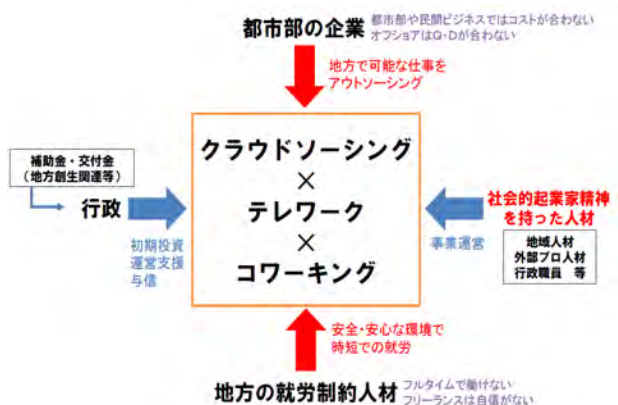 都市部の企業
都市部や民間ビジネスではコストが合わない
オフショアはQ・Dが合わない
地方で可能な仕事を
アウトソーシング
クラウドソーシング
×
テレワーク
×
コワーキング
補助金・交付金
(地方創生関連等)
行政
初期投資
運営支援
与信
社会的起業家精神
を持った人材
事業運営
地域人材
外部プロ人材
行政職員 等
安全・安心な環境で
時短での就労
地方の就労制約人材
フルタイムで働けない
フリーランスは自信がない